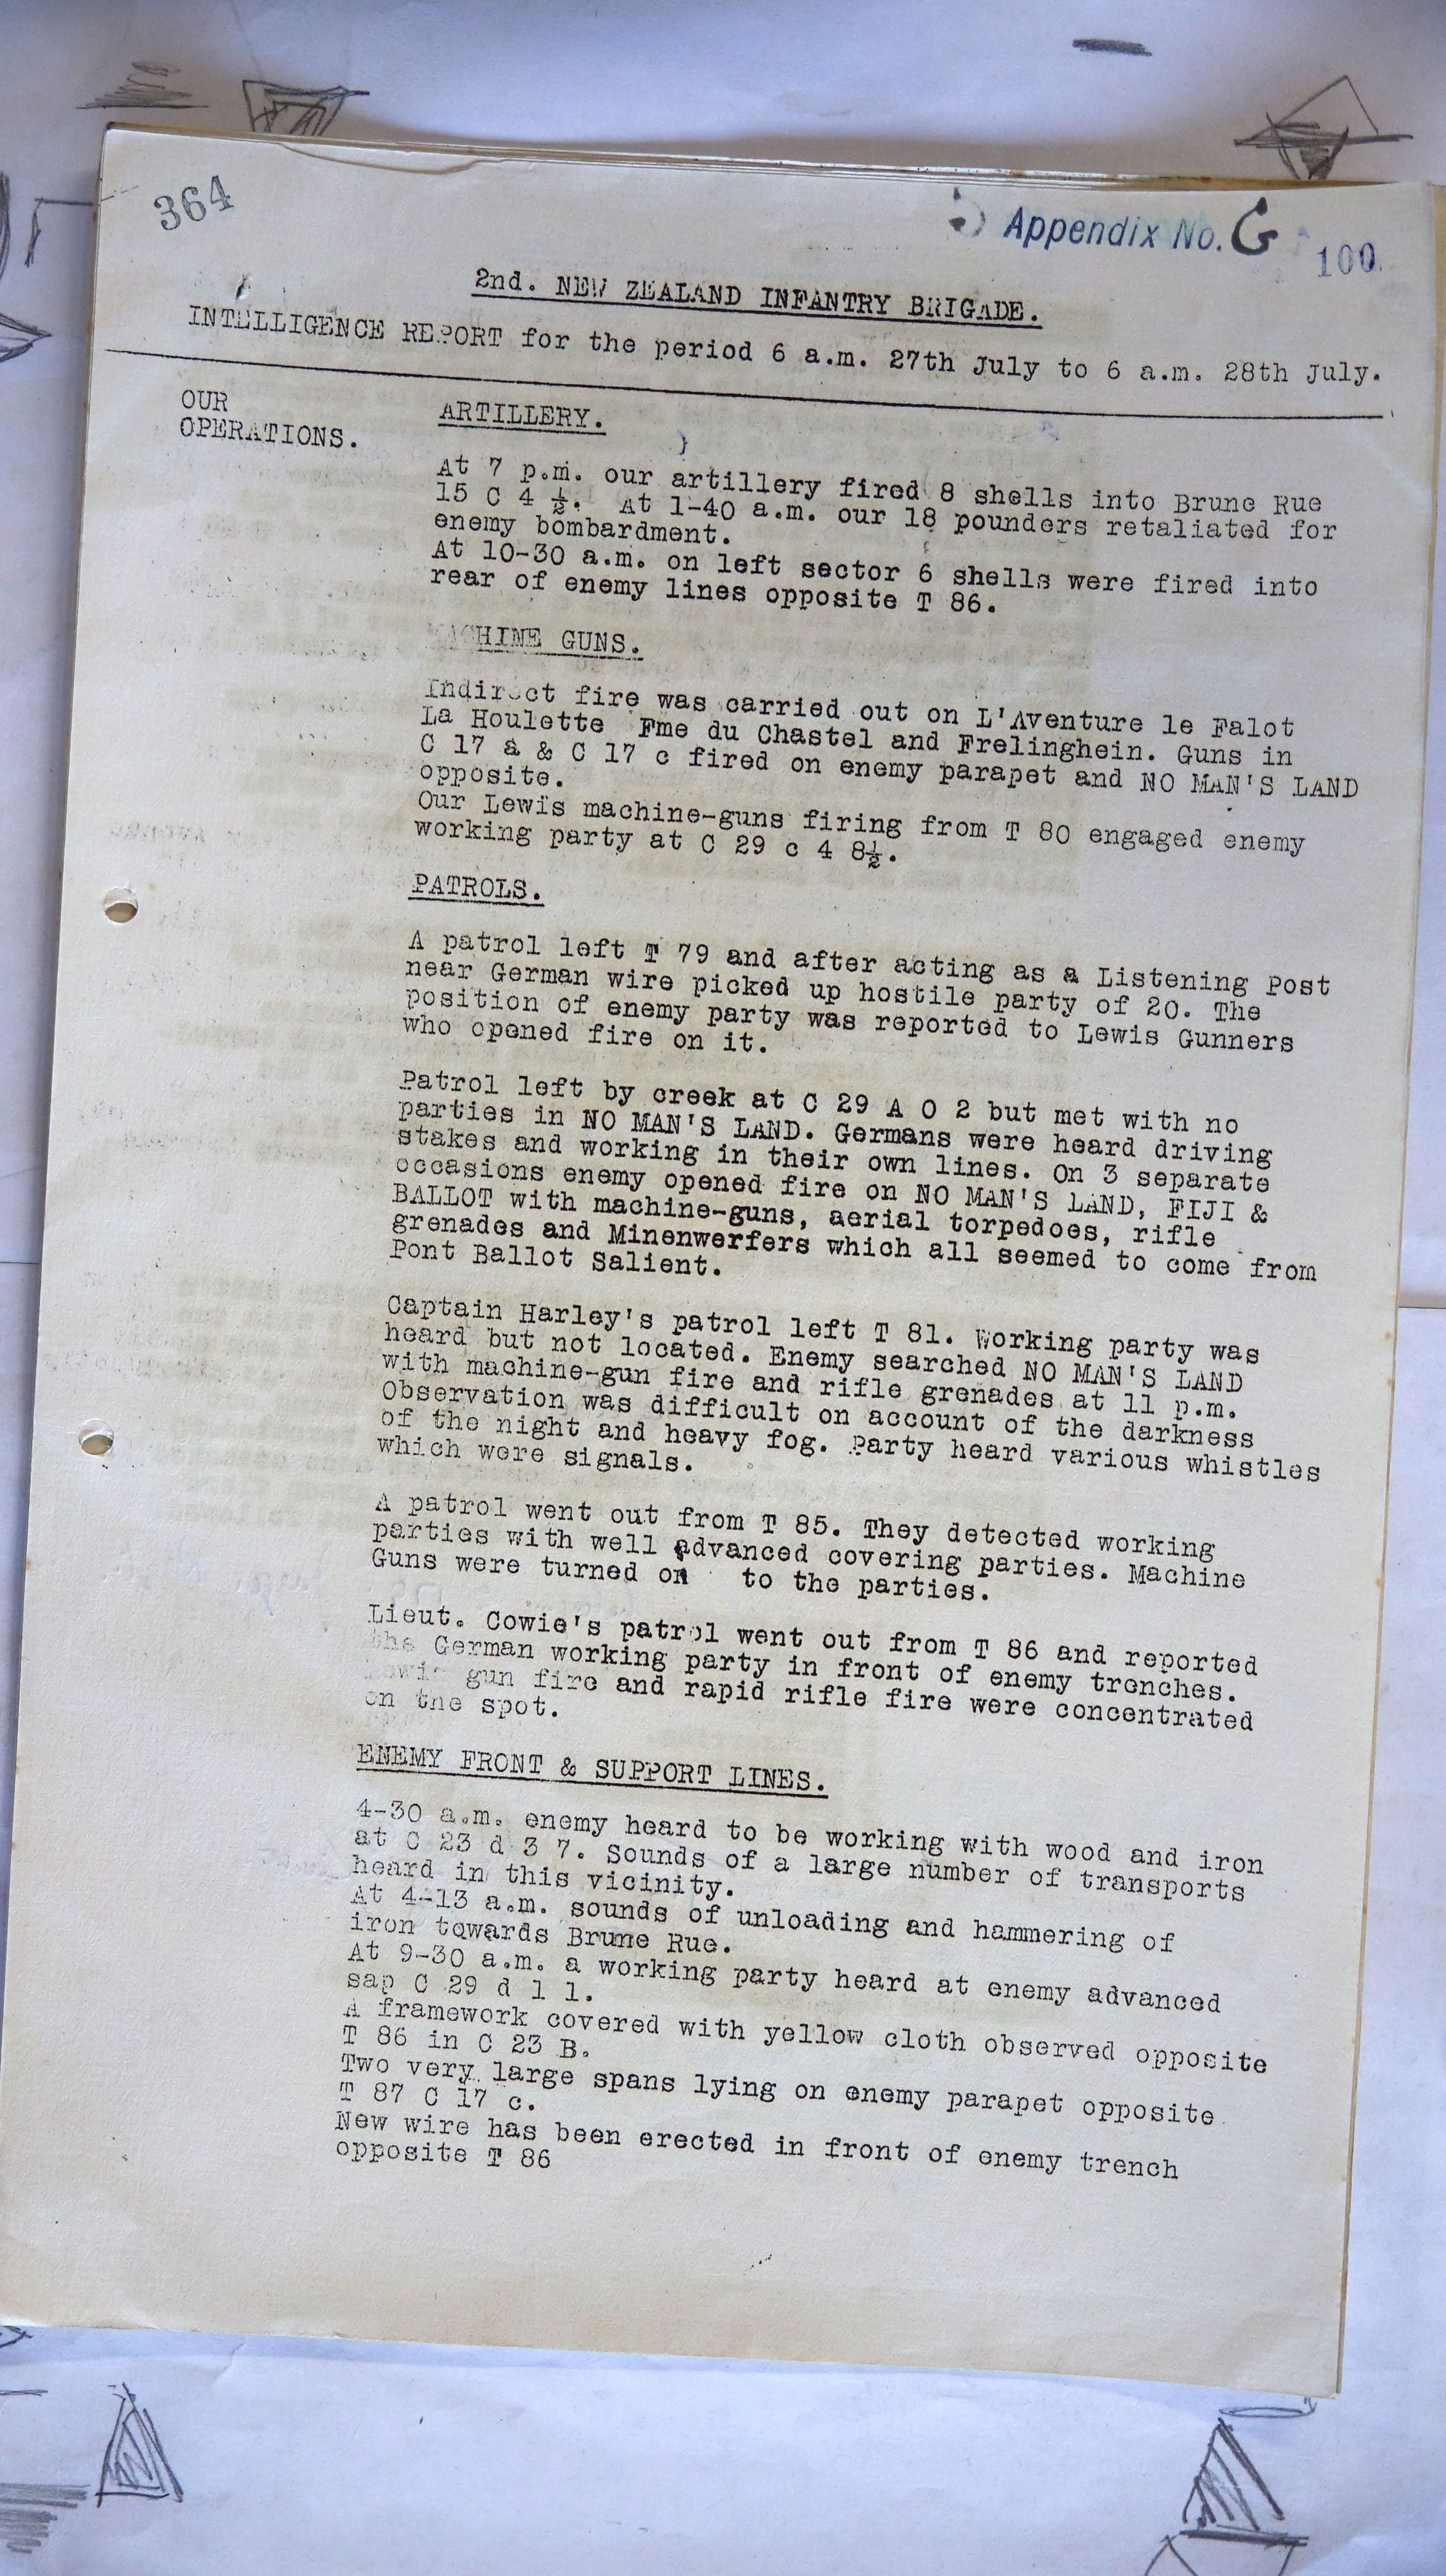 364
Appendix No. G
100
2nd. NEW ZEALAND INFANTRY BRIGADE.
INTELLIGENCE REPORT for the period 6 a.m. 27th July to 6 a.m. 28th July.
OUR
OPERATIONS.
ARTILLERY.
At 7 p.m. our artillery fired 8 shells into Brune Rue
15 C 4 ½. At 1-40 a.m. our 18 pounders retaliated for
enemy bombardment.
At 10-30 a.m. on left sector 6 shells were fired into
rear of enemy lines opposite T 86.
MACHINE GUNS.
Indirect fire was carried out on L'Aventure le Falot
La Houlette Fme du Chastel and Frelinghein. Guns in
C 17 a & C 17 c fired on enemy parapet and NO MAN'S LAND
opposite.
Our Lewis machine-guns firing from T 80 engaged enemy
working party at C 29 c 4 8½.
PATROLS.
A patrol left T 79 and after acting as a Listening Post
near German wire picked up hostile party of 20. The
position of enemy party was reported to Lewis Gunners
who opened fire on it.
Patrol left by creek at C 29 A O 2 but met with no
parties in NO MAN'S LAND. Germans were heard driving
stakes and working in their own lines. On 3 separate
occasions enemy opened fire on NO MAN'S LAND, FIJI &
BALLOT with machine-guns, aerial torpedoes, rifle
grenades and Minenwerfers which all seemed to come from
Pont Ballot Salient.
Captain Harley's patrol left T 81. Working party was
heard but not located. Enemy searched NO MAN'S LAND
with machine-gun fire and rifle grenades at 11 p.m.
Observation was difficult on account of the darkness
of the night and heavy fog. Party heard various whistles
which were signals.
A patrol went out from T 85. They detected working
parties with well advanced covering parties. Machine
Guns were turned on to the parties.
Lieut. Cowie's patrol went out from T 86 and reported
the German working party in front of enemy trenches.
Lewis gun fire and rapid rifle fire were concentrated
on the spot.
ENEMY FRONT & SUPPORT LINES.
4-30 a.m. enemy heard to be working with wood and iron
at C 23 d 3 7. Sounds of a large number of transports
heard in this vicinity.
At 4-13 a.m. sounds of unloading and hammering of
iron towards Brune Rue.
At 9-30 a.m. a working party heard at enemy advanced
sap C 29 d 1 1.
A framework covered with yellow cloth observed opposite
T 86 in C 23 B.
Two very large spans lying on enemy parapet opposite
T 87 C 17 c.
New wire has been erected in front of enemy trench
opposite T 86